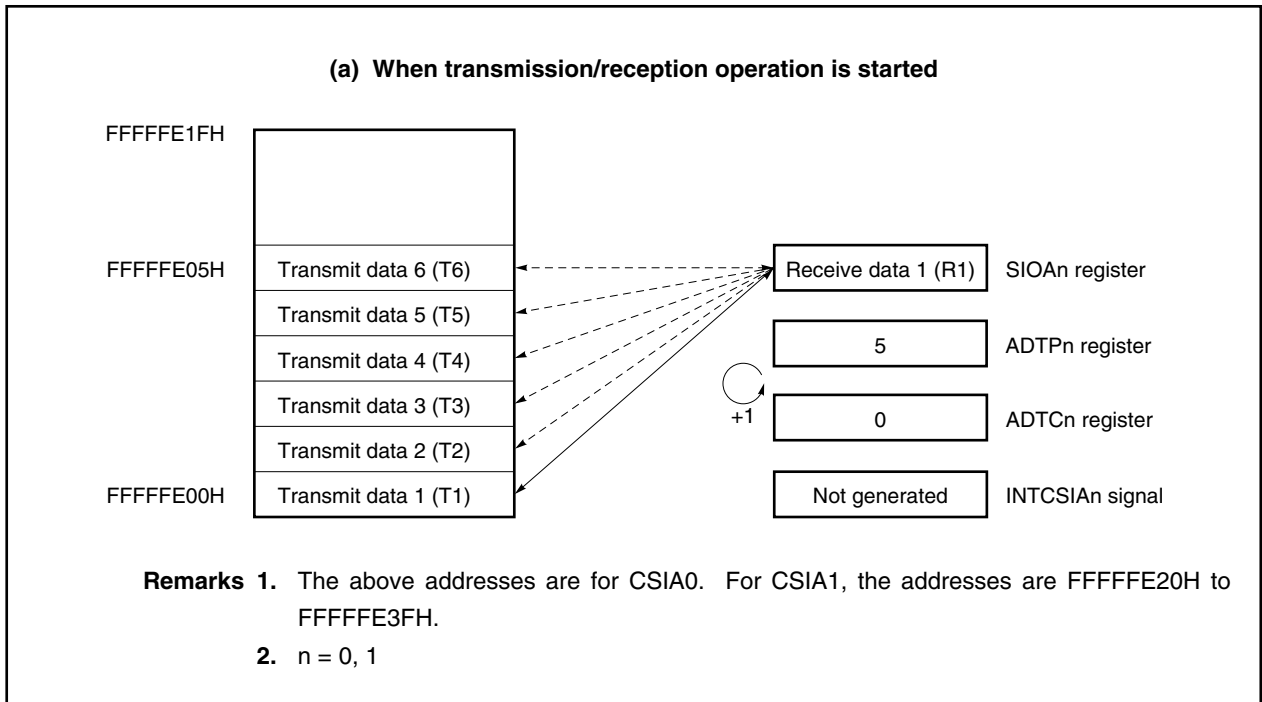 (a) When transmission/reception operation is started
FFFFFE1FH
FFFFFE05H
Transmit data 6 (T6)
Receive data 1 (R1)
SIOAn register
Transmit data 5 (T5)
5
ADTPn register
Transmit data 4 (T4)
Transmit data 3 (T3)
+1
0
ADTCn register
Transmit data 2 (T2)
FFFFFE00H
Transmit data 1 (T1)
Not generated
INTCSIAn signal
Remarks 1. The above addresses are for CSIA0. For CSIA1, the addresses are FFFFFE20H to
FFFFFE3FH.
2. n = 0, 1